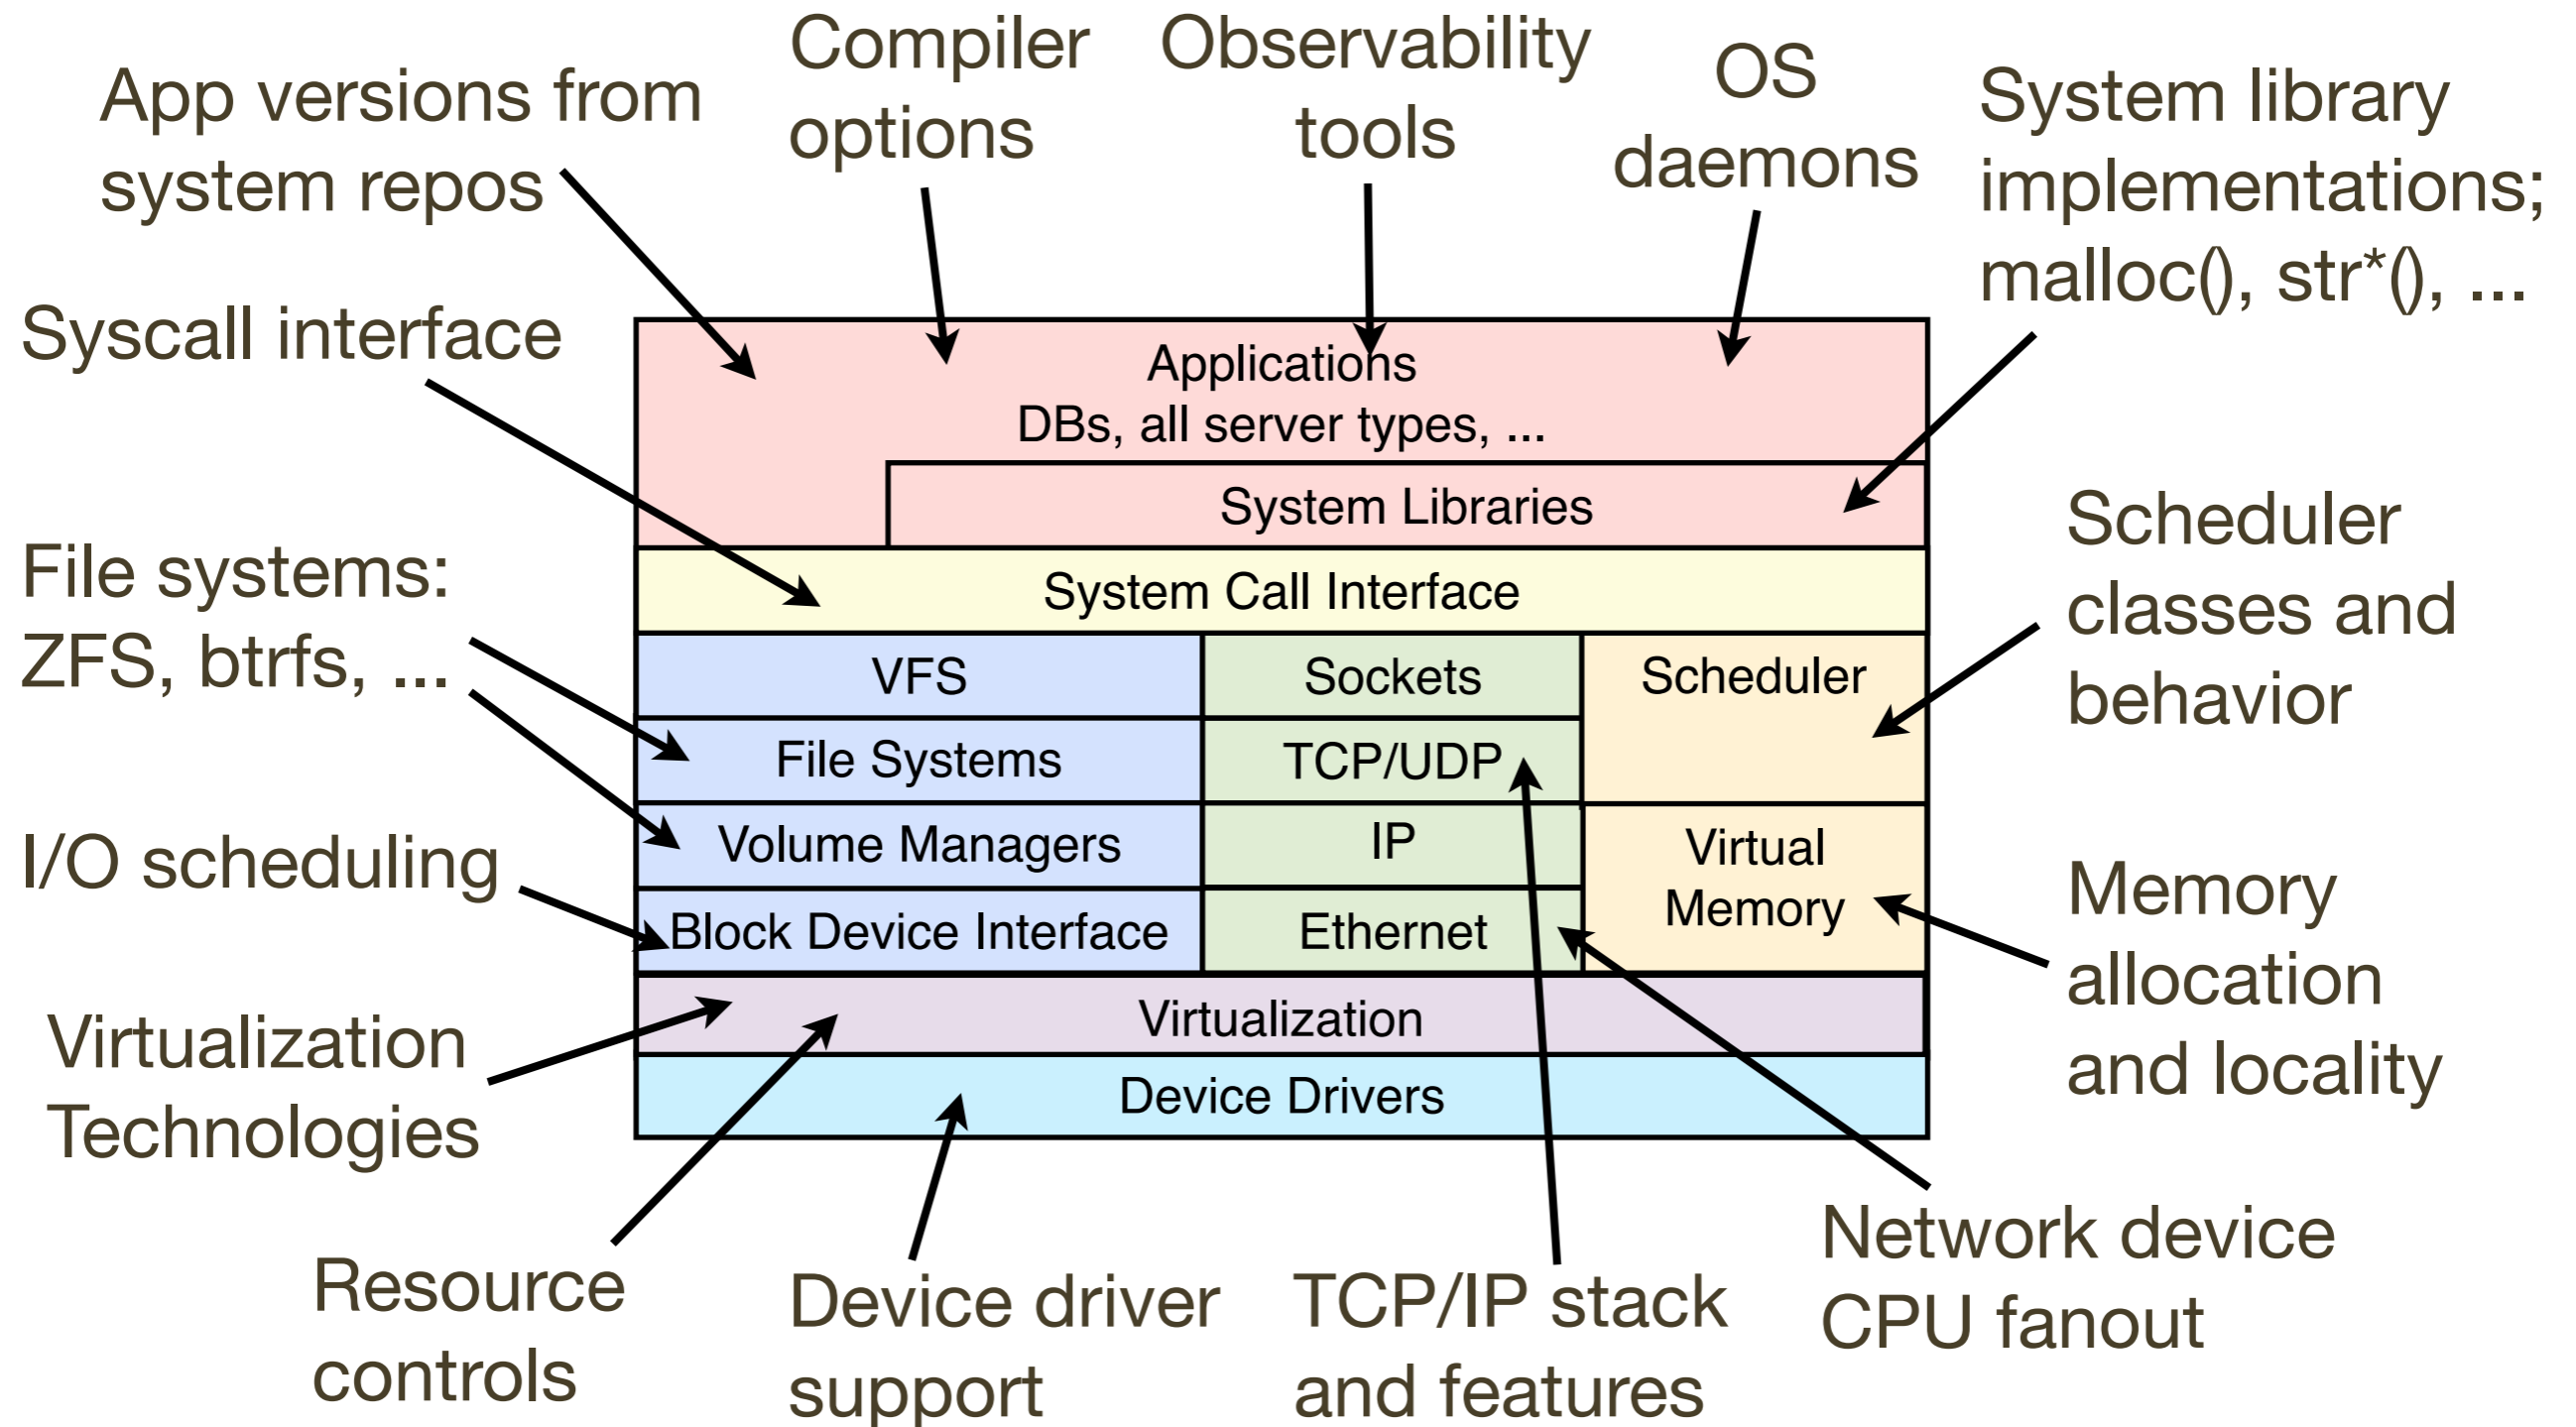 App versions from
system repos
Compiler
options
Observability
tools
OS
daemons
System library
implementations;
malloc(), str*(), ...
Syscall interface
File systems:
ZFS, btrfs, ...
I/O scheduling
Virtualization
Technologies
Applications
DBs, all server types, ...
System Libraries
System Call Interface
VFS
Sockets
Scheduler
File Systems
TCP/UDP
Volume Managers
IP
Virtual
Memory
Block Device Interface
Ethernet
Virtualization
Device Drivers
Scheduler
classes and
behavior
Memory
allocation
and locality
Resource
controls
Device driver
support
TCP/IP stack
and features
Network device
CPU fanout